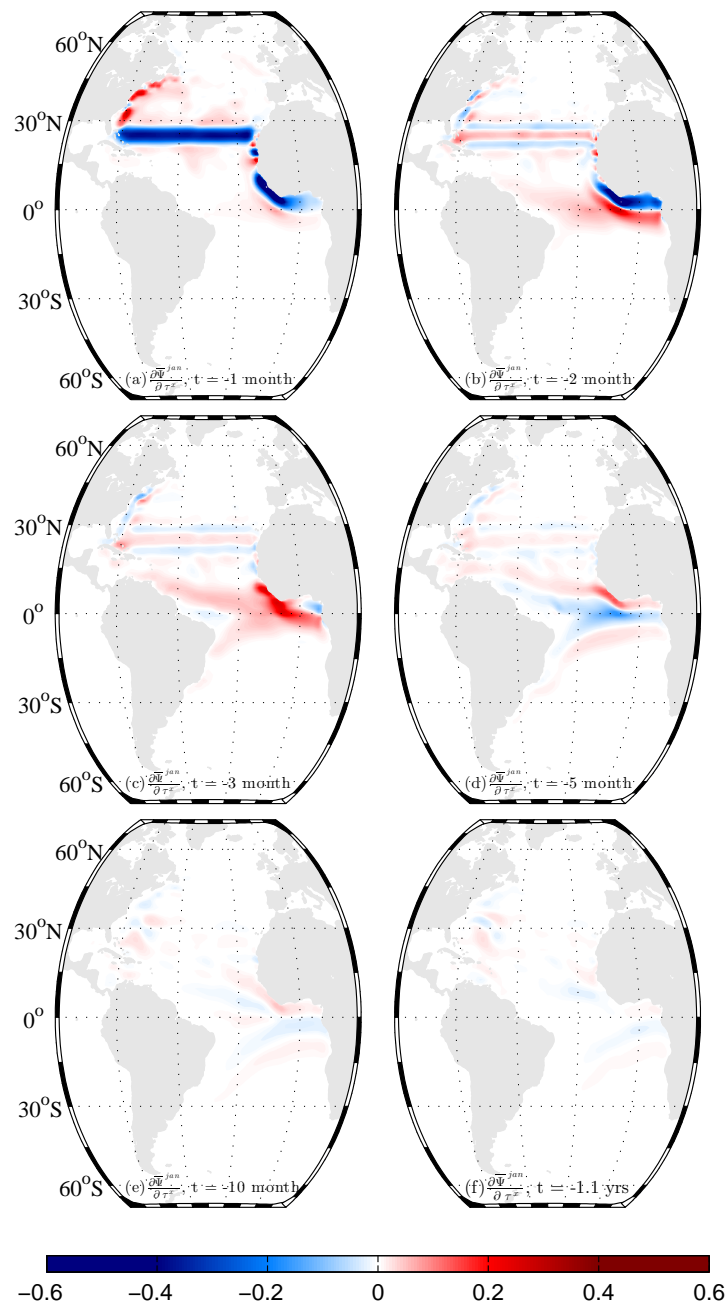 60°N
30°N
0°
30°S
60°S
(a) ∂Ψ̅^jan/∂τ^x, t = -1 month
(b) ∂Ψ̅^jan/∂τ^x, t = -2 month
60°N
30°N
0°
30°S
60°S
(c) ∂Ψ̅^jan/∂τ^x, t = -3 month
(d) ∂Ψ̅^jan/∂τ^x, t = -5 month
60°N
30°N
0°
30°S
60°S
(e) ∂Ψ̅^jan/∂τ^x, t = -10 month
(f) ∂Ψ̅^jan/∂τ^x, t = -1.1 yrs
−0.6 −0.4 −0.2 0 0.2 0.4 0.6